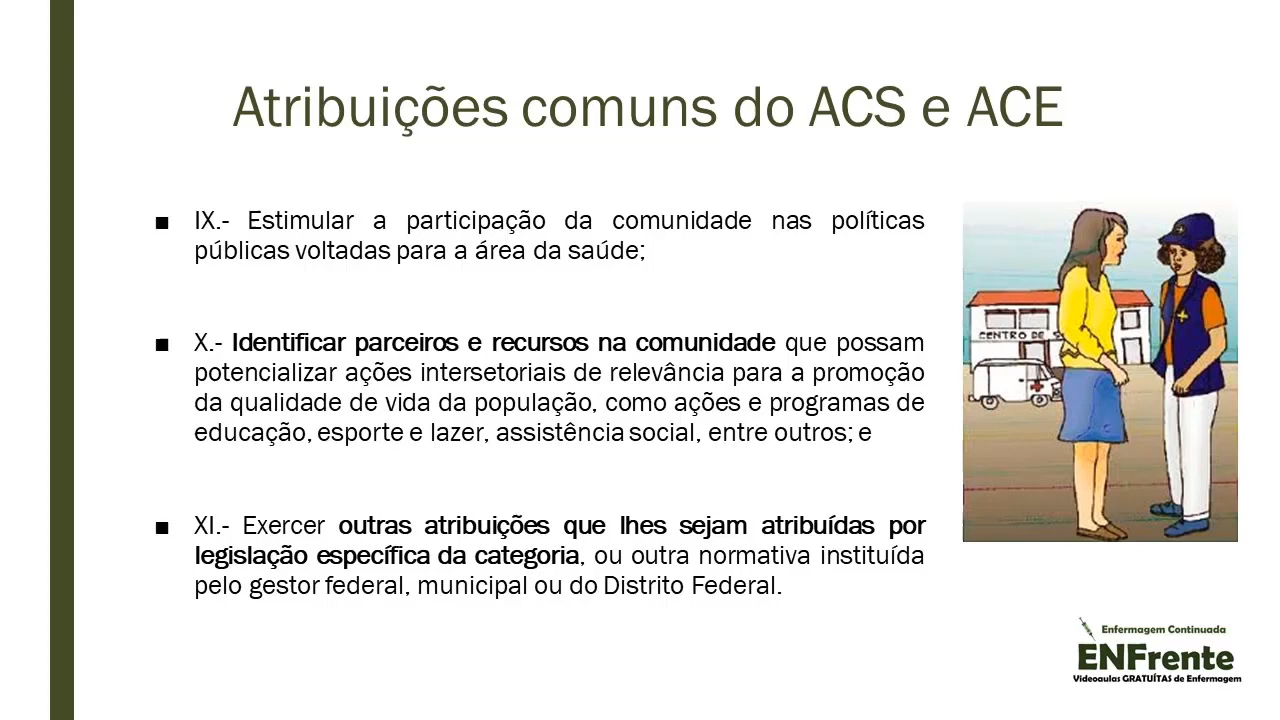 Atribuições comuns do ACS e ACE
■ IX.- Estimular a participação da comunidade nas políticas
públicas voltadas para a área da saúde;
■ X.- Identificar parceiros e recursos na comunidade que possam
potencializar ações intersetoriais de relevância para a promoção
da qualidade de vida da população, como ações e programas de
educação, esporte e lazer, assistência social, entre outros; e
■ XI.- Exercer outras atribuições que lhes sejam atribuídas por
legislação específica da categoria, ou outra normativa instituída
pelo gestor federal, municipal ou do Distrito Federal.
CENTRO DE S
Enfermagem Continuada
ENFrente
Videoaulas GRATUÍTAS de Enfermagem